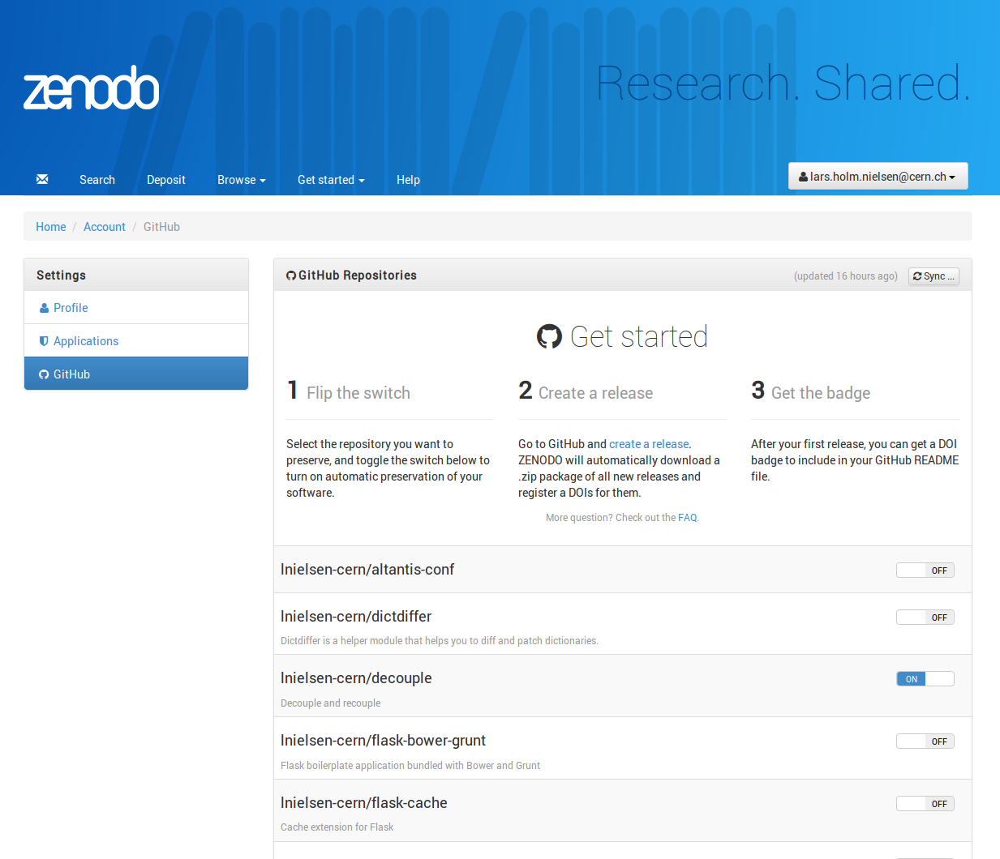 zenodo
Research. Shared.
Search Deposit Browse Get started Help
lars.holm.nielsen@cern.ch
Home / Account / GitHub
Settings
Profile
Applications
GitHub
GitHub Repositories
(updated 16 hours ago) Sync ...
Get started
1 Flip the switch
Select the repository you want to
preserve, and toggle the switch below to
turn on automatic preservation of your
software.
2 Create a release
Go to GitHub and create a release.
ZENODO will automatically download a
.zip package of all new releases and
register a DOIs for them.
3 Get the badge
After your first release, you can get a DOI
badge to include in your GitHub README
file.
More question? Check out the FAQ.
lnielsen-cern/altantis-conf OFF
lnielsen-cern/dictdiffer OFF
Dictdiffer is a helper module that helps you to diff and patch dictionaries.
lnielsen-cern/decouple ON
Decouple and recouple
lnielsen-cern/flask-bower-grunt OFF
Flask boilerplate application bundled with Bower and Grunt
lnielsen-cern/flask-cache OFF
Cache extension for Flask